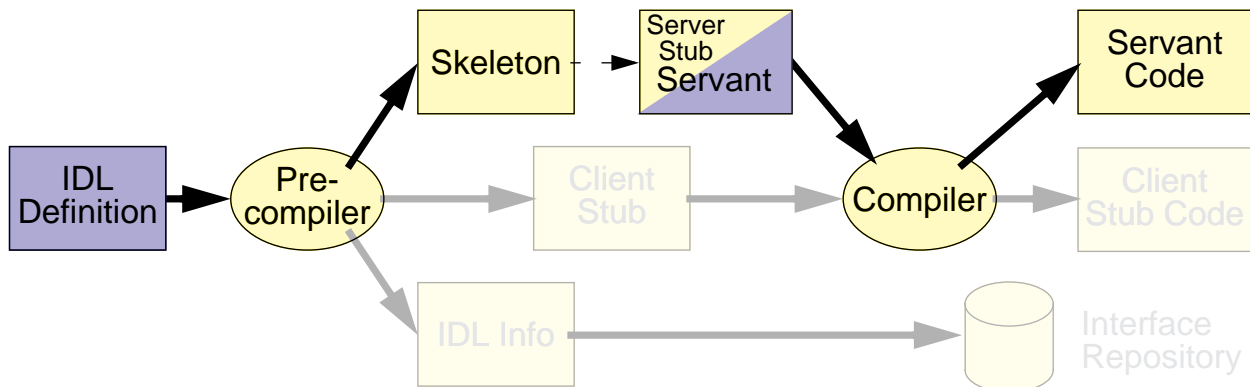 Skeleton
Server
Stub
Servant
Servant
Code
IDL
Definition
Pre-
compiler
Client
Stub
Compiler
Client
Stub Code
IDL Info
Interface
Repository